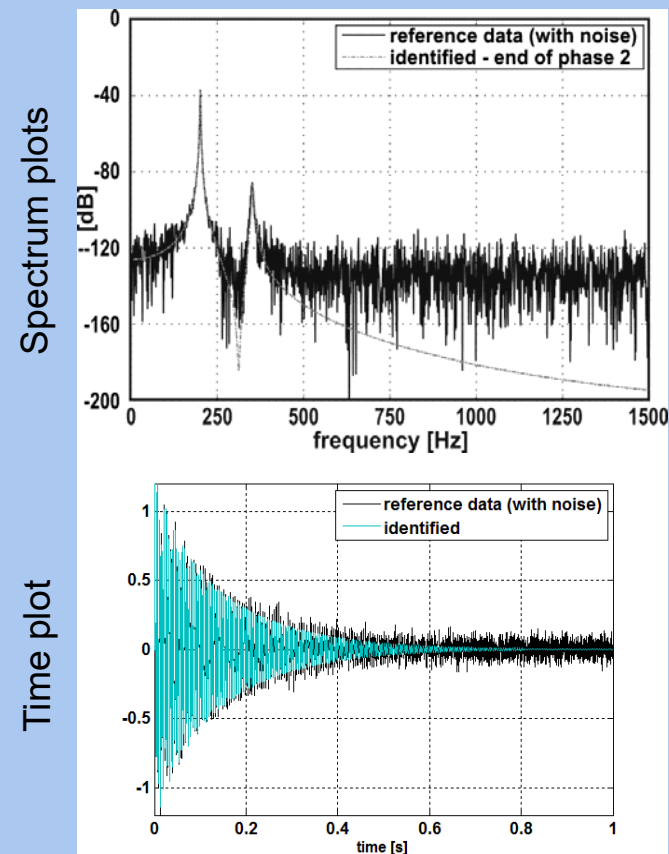 Spectrum plots
0
-40
-80
--120
-160
-200
[dB]
reference data (with noise)
identified - end of phase 2
0 250 500 750 1000 1250 1500
frequency [Hz]
Time plot
1
0.5
0
-0.5
-1
reference data (with noise)
identified
0 0.2 0.4 0.6 0.8 1
time [s]